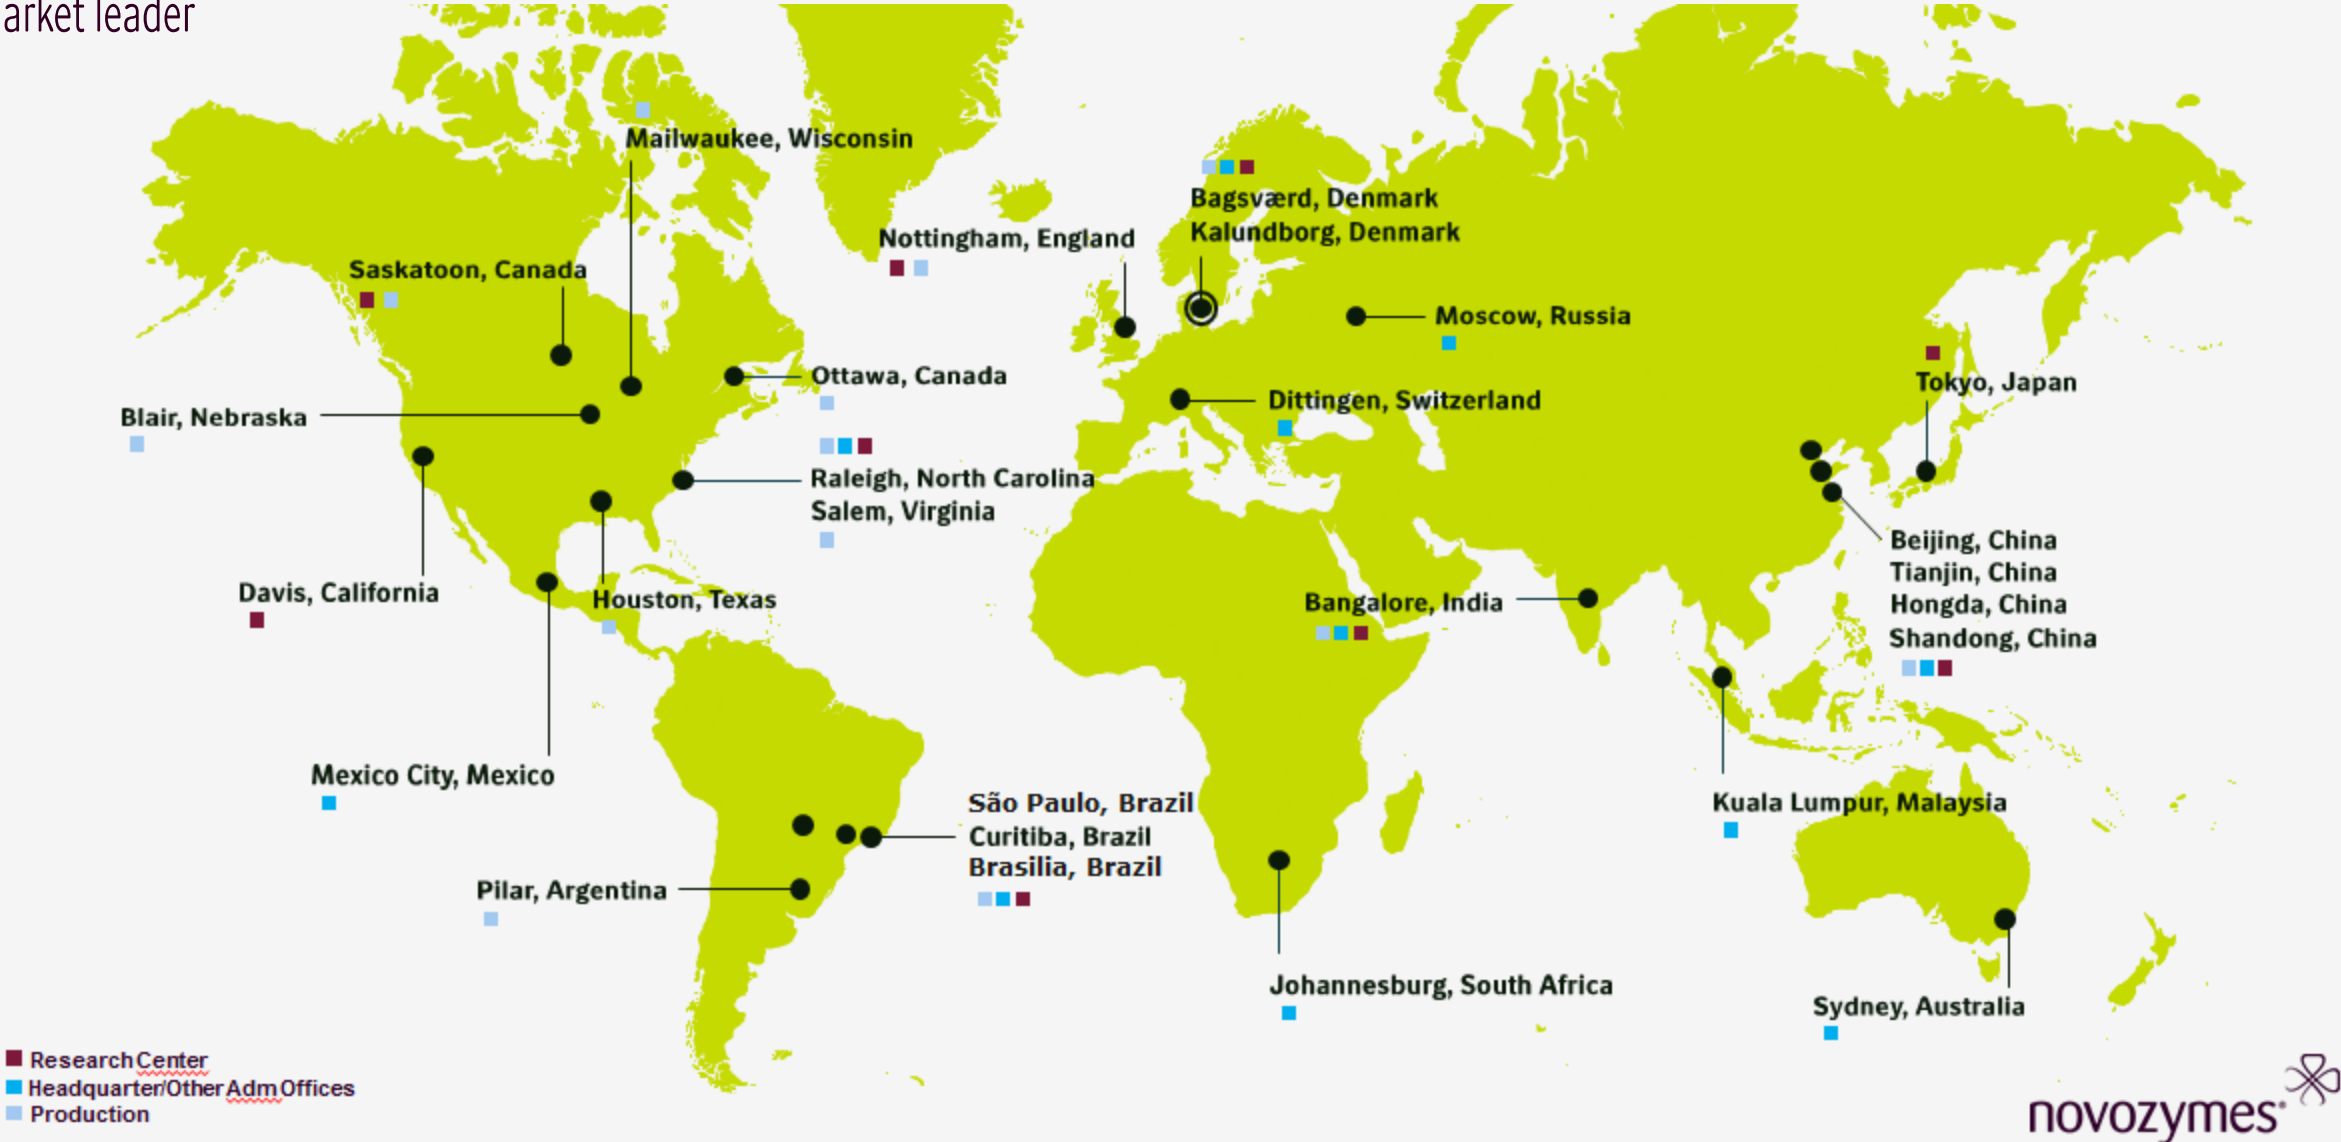 arket leader
Mailwaukee, Wisconsin
Bagsværd, Denmark
Kalundborg, Denmark
Nottingham, England
Saskatoon, Canada
Moscow, Russia
Ottawa, Canada
Tokyo, Japan
Blair, Nebraska
Dittingen, Switzerland
Raleigh, North Carolina
Salem, Virginia
Beijing, China
Tianjin, China
Hongda, China
Shandong, China
Davis, California
Houston, Texas
Bangalore, India
Mexico City, Mexico
São Paulo, Brazil
Curitiba, Brazil
Brasilia, Brazil
Kuala Lumpur, Malaysia
Pilar, Argentina
Johannesburg, South Africa
Sydney, Australia
Research Center
Headquarter/Other Adm Offices
Production
novozymes®